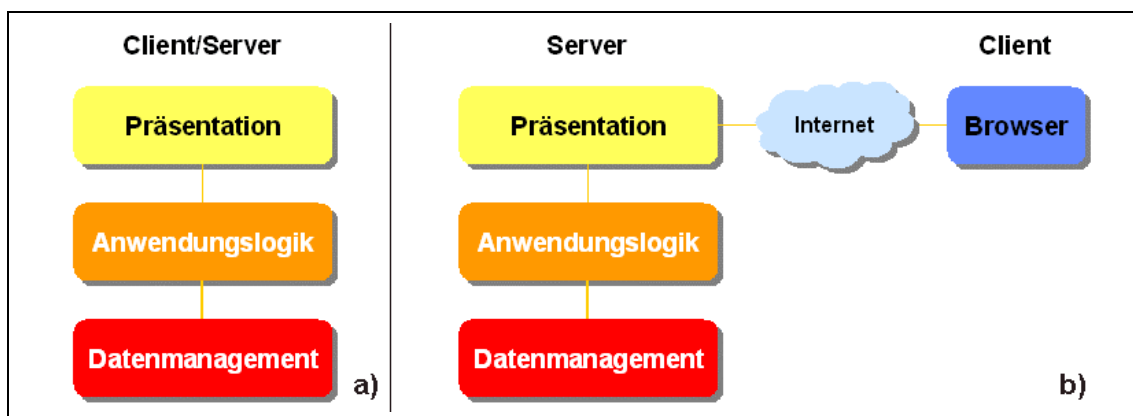 Client/Server
Präsentation
Anwendungslogik
Datenmanagement
a)
Server
Client
Präsentation
Internet
Browser
Anwendungslogik
Datenmanagement
b)